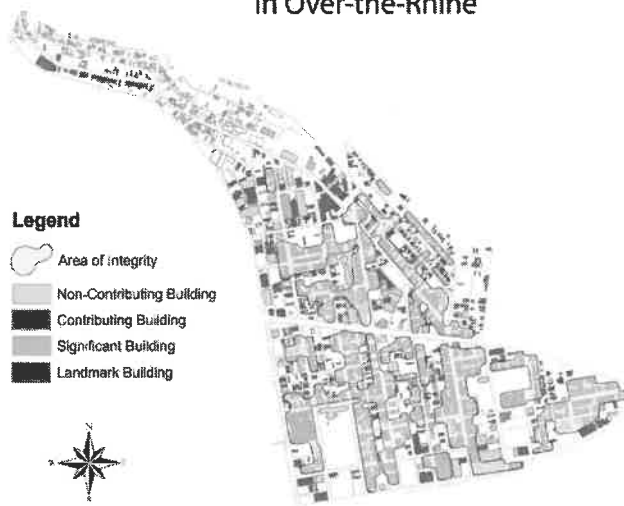 in Over-the-Rhine
Legend
Area of Integrity
Non-Contributing Building
Contributing Building
Significant Building
Landmark Building
N